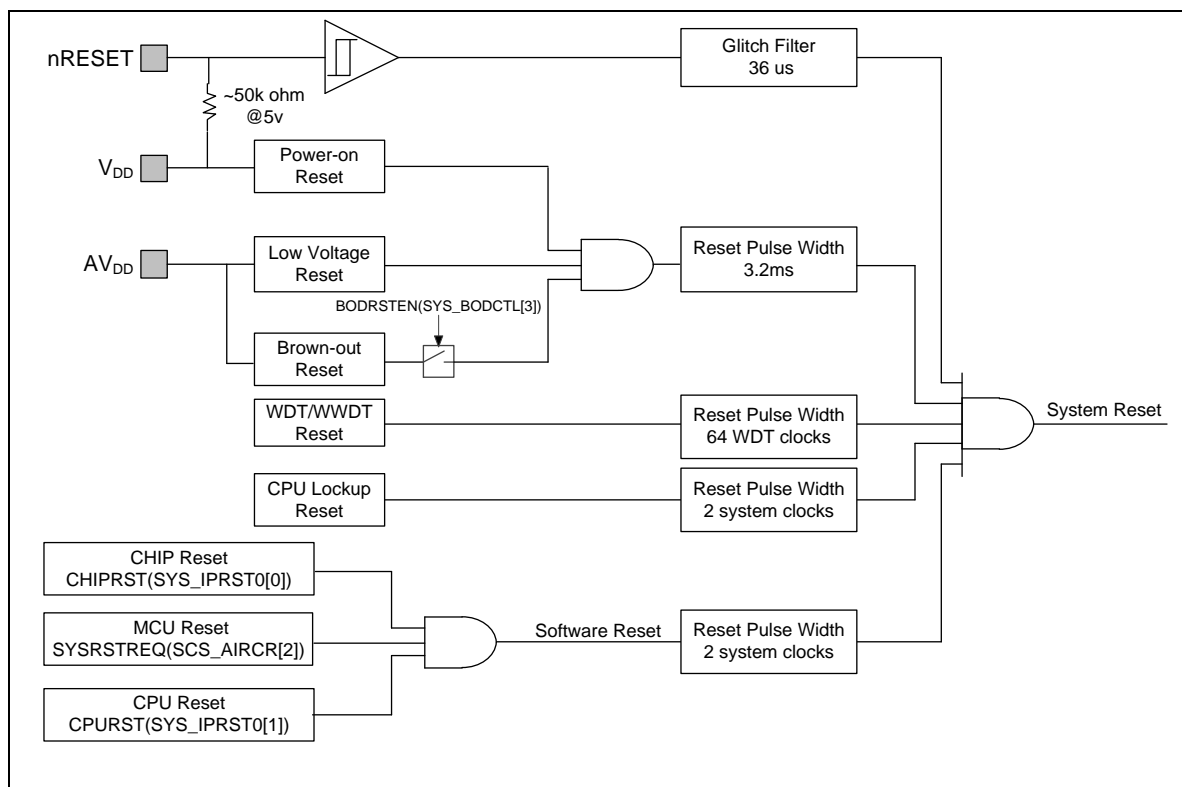 nRESET
Glitch Filter
36 us
~50k ohm
@5v
VDD
Power-on
Reset
AVDD
Low Voltage
Reset
Reset Pulse Width
3.2ms
BODRSTEN(SYS_BODCTL[3])
Brown-out
Reset
WDT/WWDT
Reset
Reset Pulse Width
64 WDT clocks
System Reset
CPU Lockup
Reset
Reset Pulse Width
2 system clocks
CHIP Reset
CHIPRST(SYS_IPRST0[0])
MCU Reset
SYSRSTREQ(SCS_AIRCR[2])
Software Reset
Reset Pulse Width
2 system clocks
CPU Reset
CPURST(SYS_IPRST0[1])